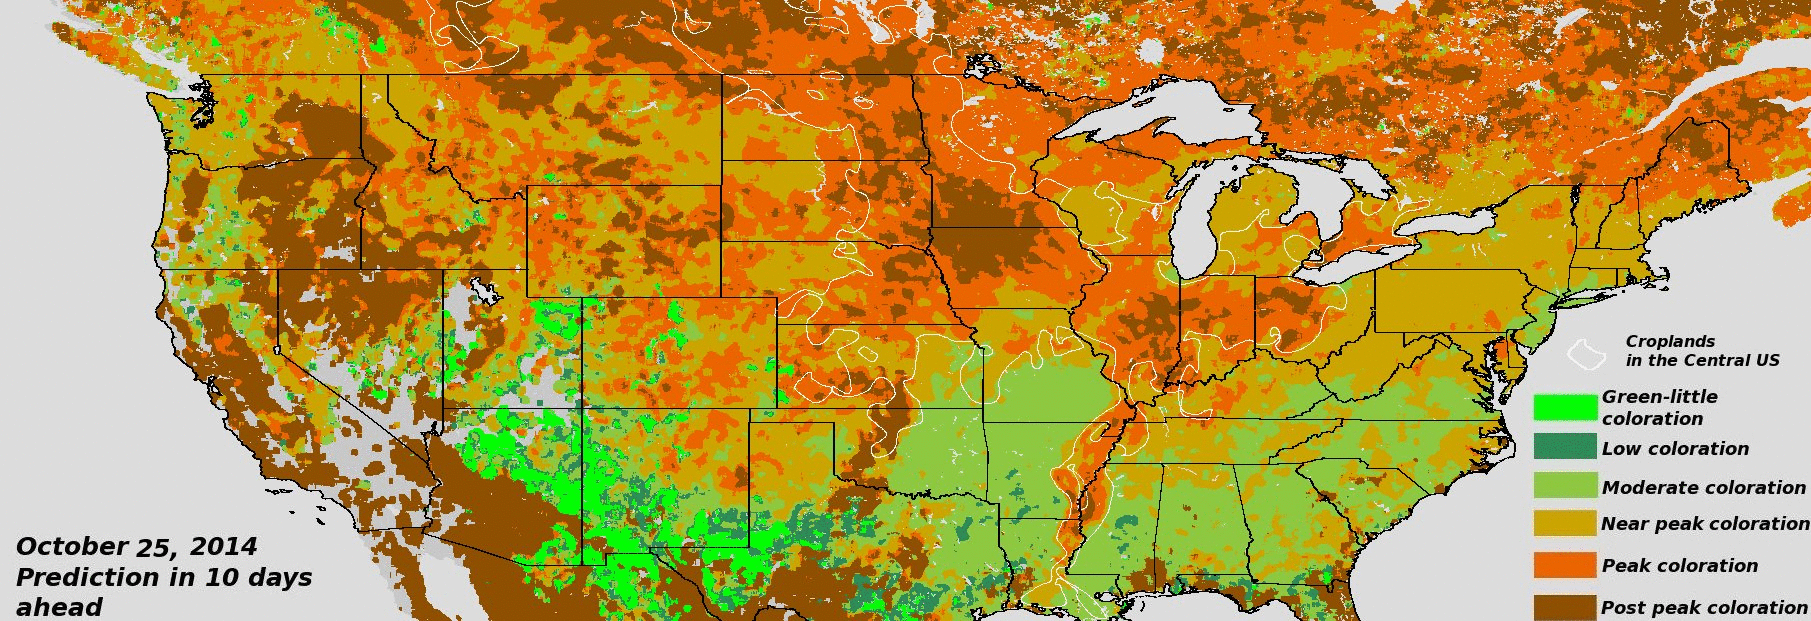 October 25, 2014
Prediction in 10 days
ahead
Croplands
in the Central US
Green-little
coloration
Low coloration
Moderate coloration
Near peak coloration
Peak coloration
Post peak coloration